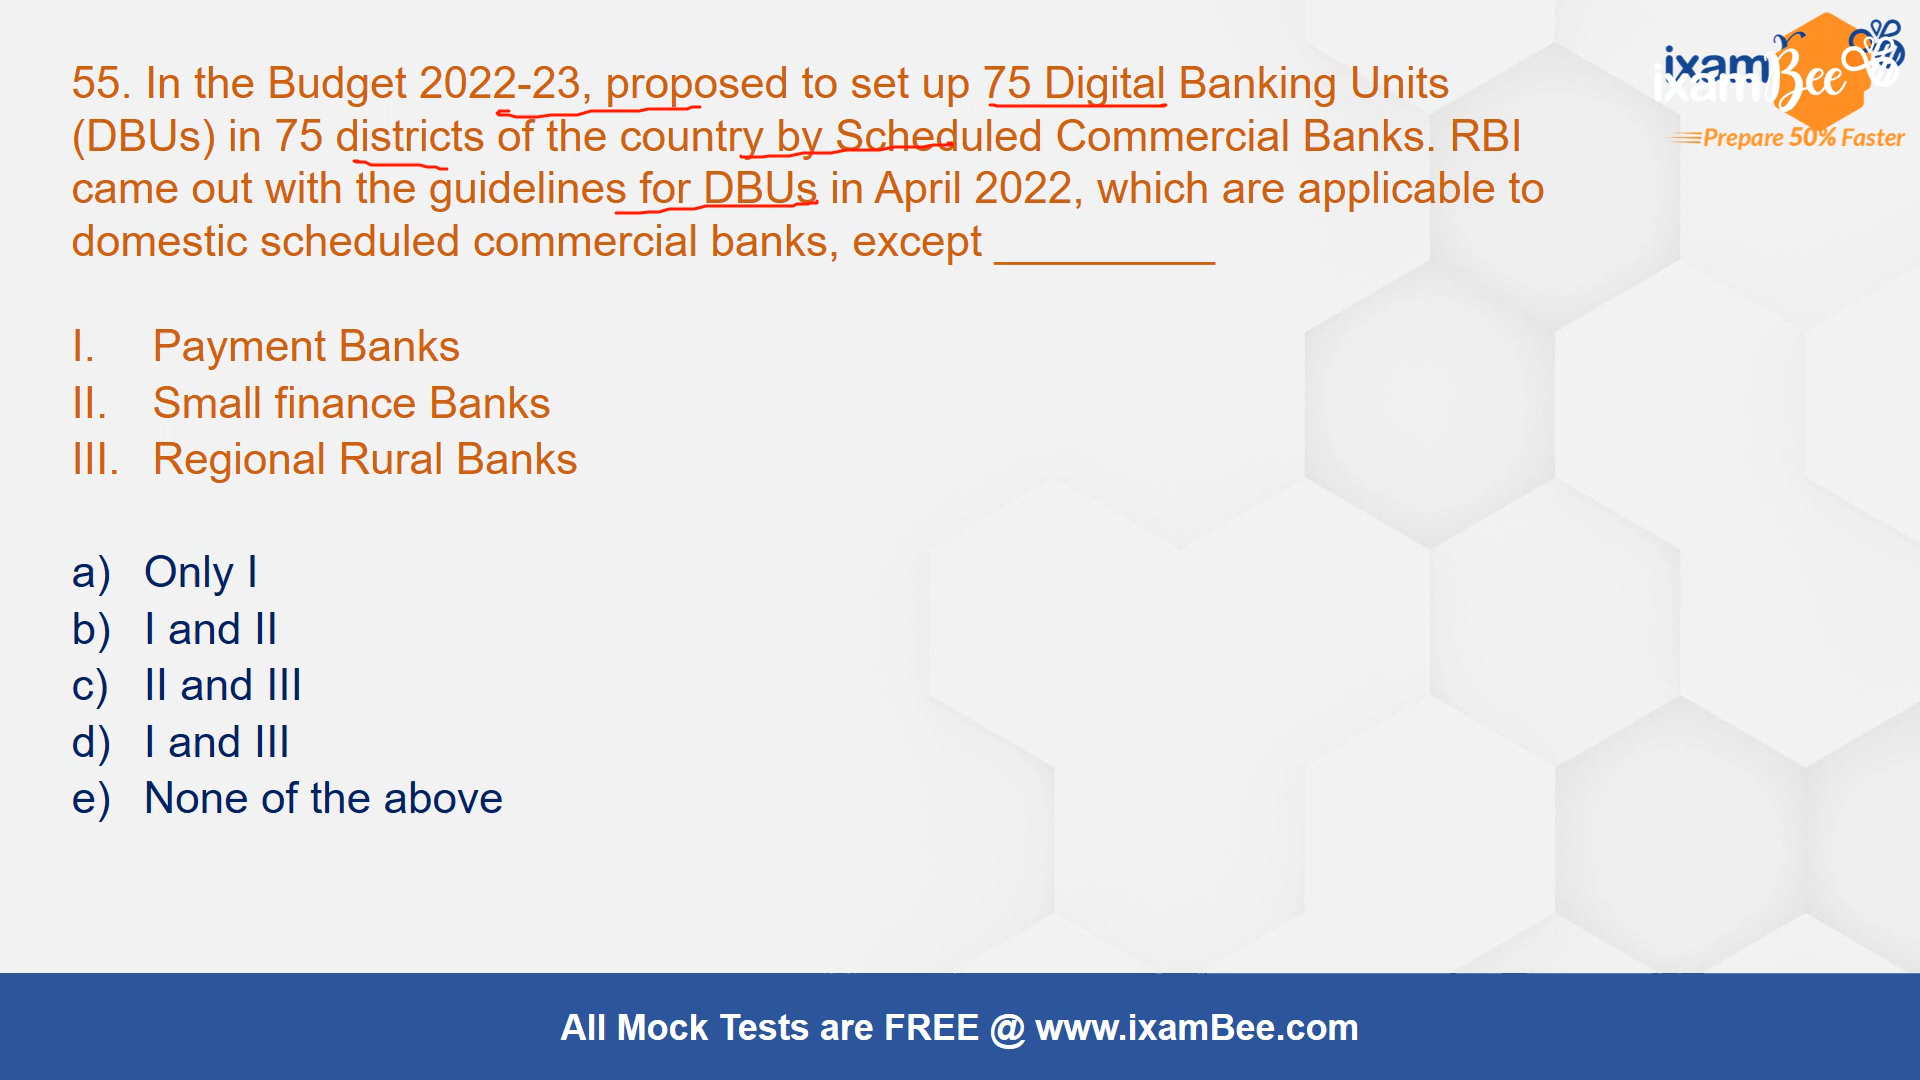 55. In the Budget 2022-23, proposed to set up 75 Digital Banking Units
(DBUs) in 75 districts of the country by Scheduled Commercial Banks. RBI
came out with the guidelines for DBUs in April 2022, which are applicable to
domestic scheduled commercial banks, except __________
I. Payment Banks
II. Small finance Banks
III. Regional Rural Banks
a) Only I
b) I and II
c) II and III
d) I and III
e) None of the above
ixamBee
ixamBee
Prepare 50% Faster
All Mock Tests are FREE @ www.ixamBee.com